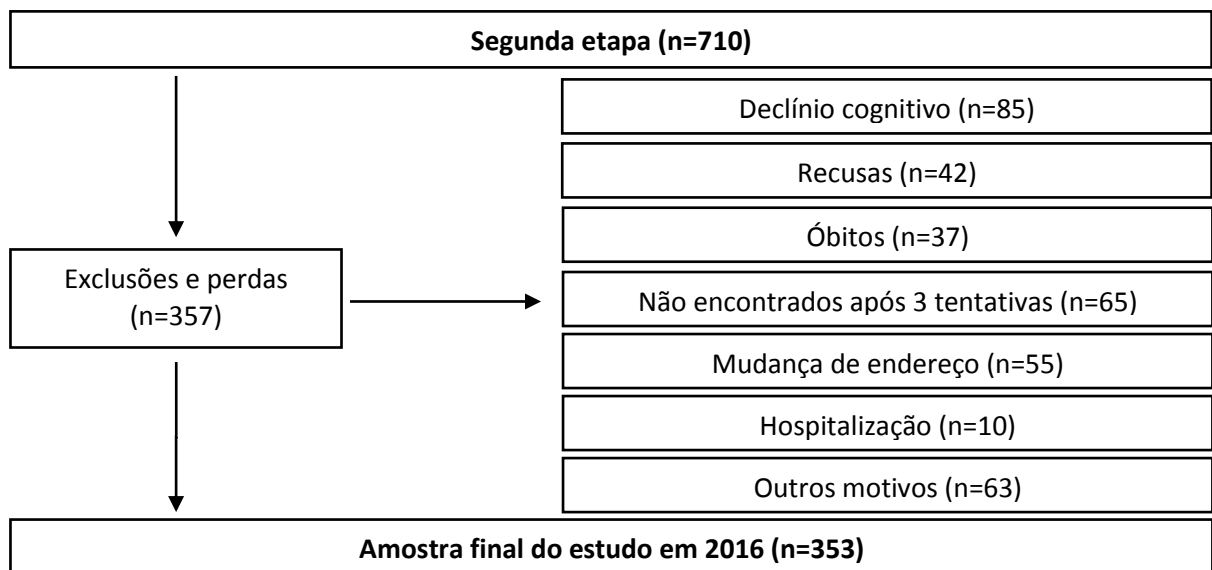 Segunda etapa (n=710)
Declínio cognitivo (n=85)
Recusas (n=42)
Óbitos (n=37)
Exclusões e perdas
(n=357)
Não encontrados após 3 tentativas (n=65)
Mudança de endereço (n=55)
Hospitalização (n=10)
Outros motivos (n=63)
Amostra final do estudo em 2016 (n=353)